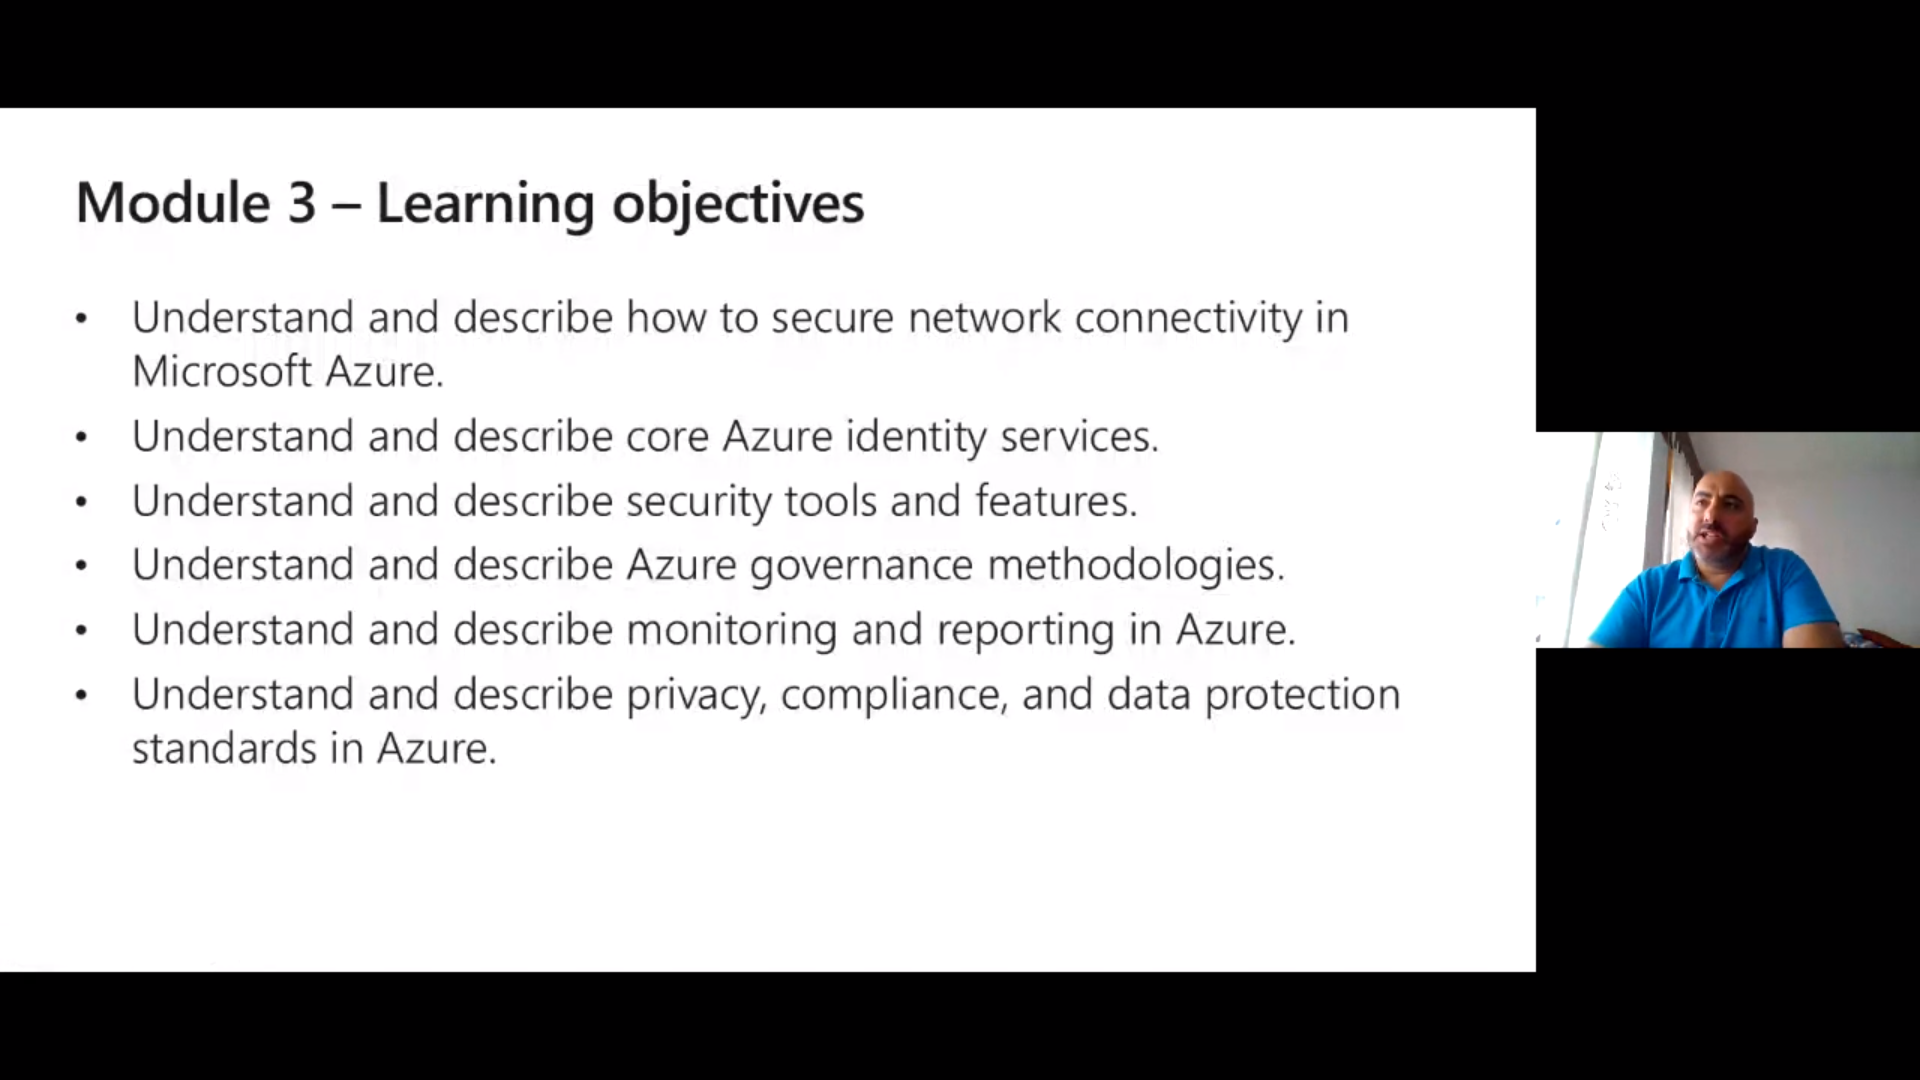 Module 3 – Learning objectives
• Understand and describe how to secure network connectivity in
Microsoft Azure.
• Understand and describe core Azure identity services.
• Understand and describe security tools and features.
• Understand and describe Azure governance methodologies.
• Understand and describe monitoring and reporting in Azure.
• Understand and describe privacy, compliance, and data protection
standards in Azure.